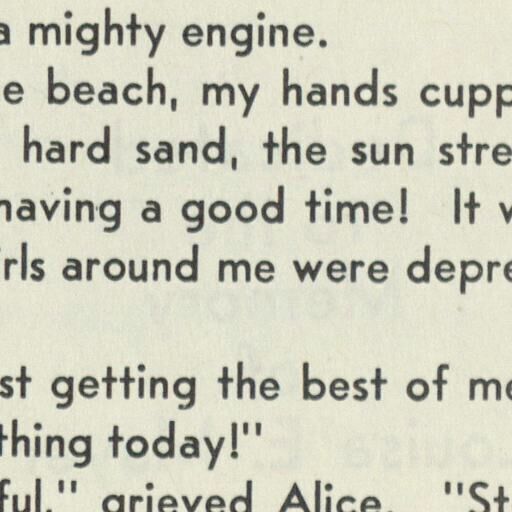 a mighty engine.
e beach, my hands cupp
hard sand, the sun stre
having a good time! It w
irls around me were depre
st getting the best of me
thing today!"
ful," grieved Alice. "St